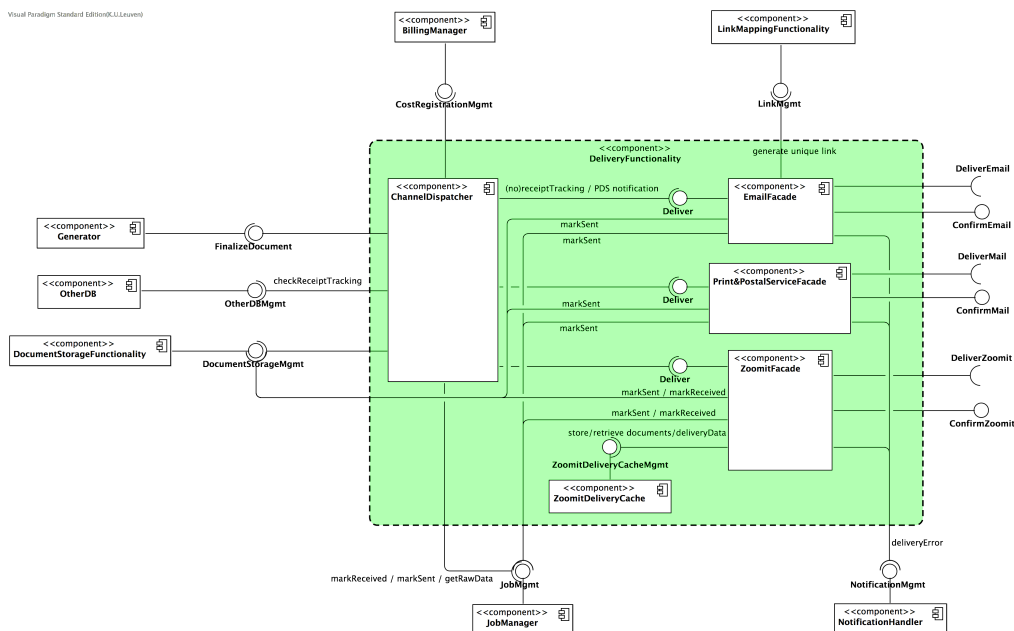 Visual Paradigm Standard Edition(K.U.Leuven)
<<component>>
BillingManager
<<component>>
LinkMappingFunctionality
CostRegistrationMgmt
LinkMgmt
<<component>>
DeliveryFunctionality
generate unique link
<<component>>
ChannelDispatcher
(no)receiptTracking / PDS notification
Deliver
<<component>>
EmailFacade
DeliverEmail
ConfirmEmail
markSent
markSent
<<component>>
Generator
FinalizeDocument
<<component>>
OtherDB
checkReceiptTracking
OtherDBMgmt
Deliver
<<component>>
Print&PostalServiceFacade
DeliverMail
ConfirmMail
markSent
markSent
<<component>>
DocumentStorageFunctionality
DocumentStorageMgmt
Deliver
<<component>>
ZoomitFacade
DeliverZoomit
ConfirmZoomit
markSent / markReceived
markSent / markReceived
store/retrieve documents/deliveryData
ZoomitDeliveryCacheMgmt
<<component>>
ZoomitDeliveryCache
deliveryError
markReceived / markSent / getRawData
JobMgmt
NotificationMgmt
<<component>>
JobManager
<<component>>
NotificationHandler